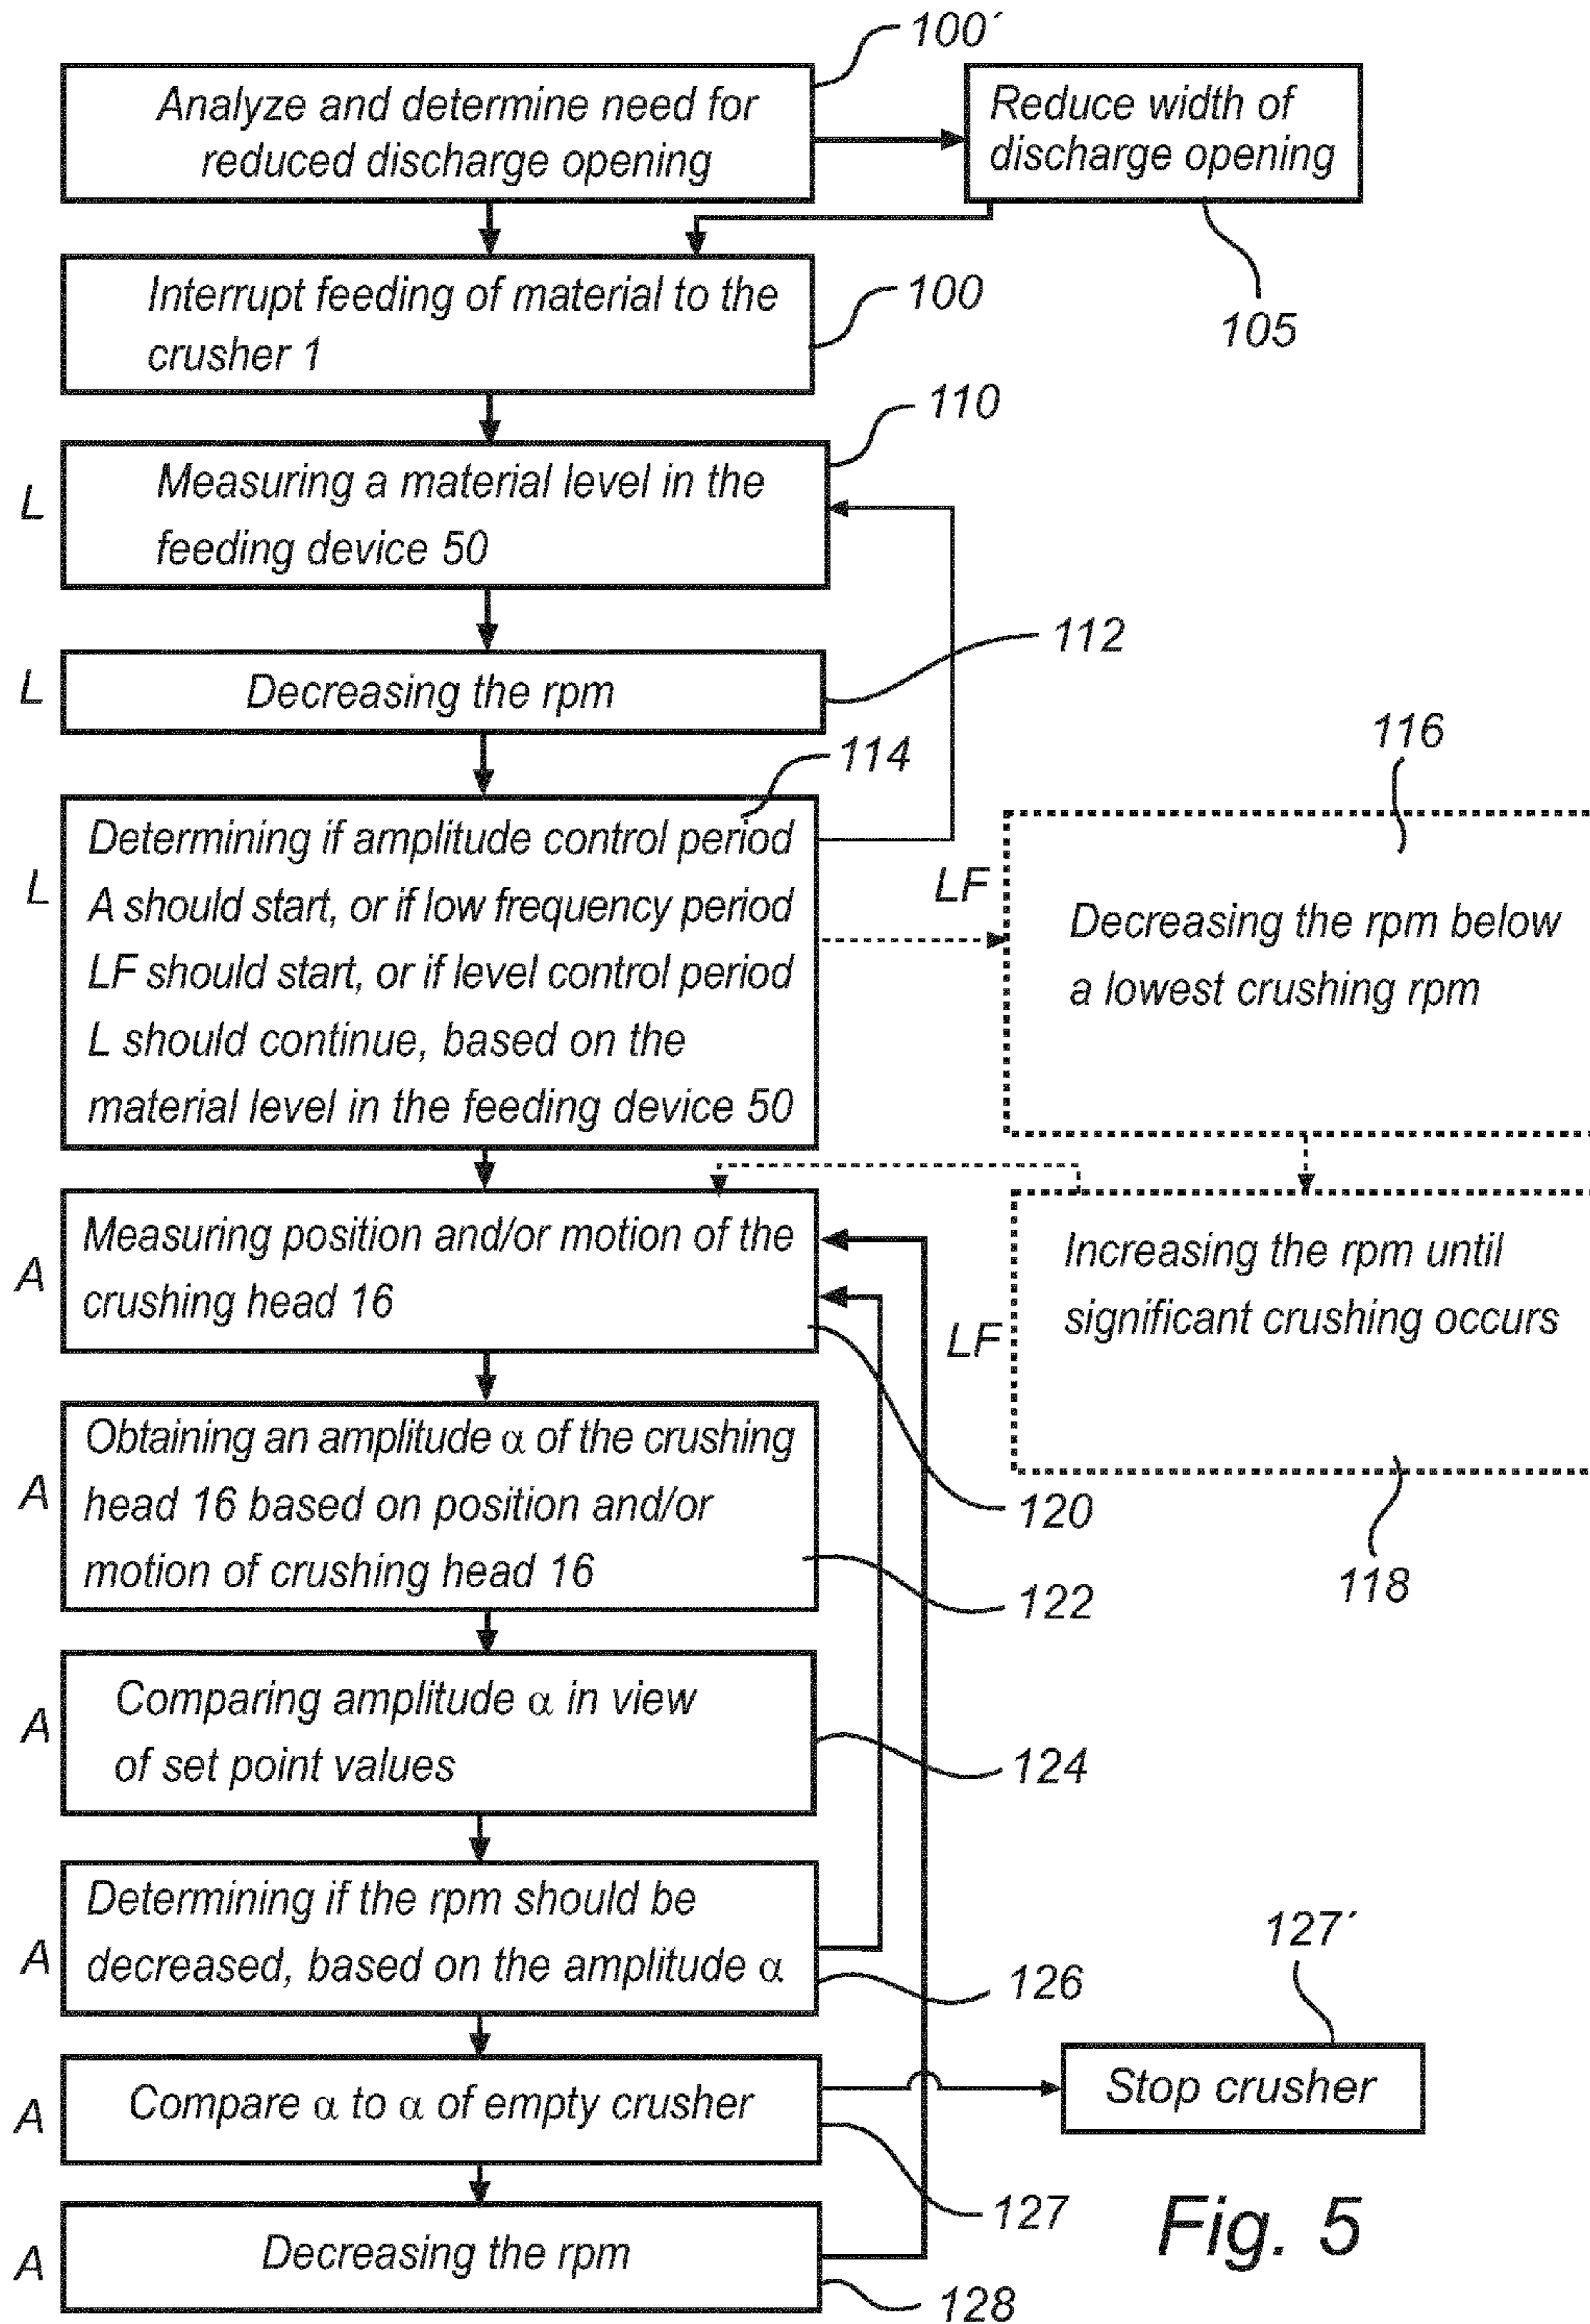 100´
Analyze and determine need for
reduced discharge opening
Reduce width of
discharge opening
105
Interrupt feeding of material to the
crusher 1
100
110
L
Measuring a material level in the
feeding device 50
112
L
Decreasing the rpm
114
L
Determining if amplitude control period
A should start, or if low frequency period
LF should start, or if level control period
L should continue, based on the
material level in the feeding device 50
116
LF
Decreasing the rpm below
a lowest crushing rpm
A
Measuring position and/or motion of the
crushing head 16
120
LF
Increasing the rpm until
significant crushing occurs
118
A
Obtaining an amplitude α of the crushing
head 16 based on position and/or
motion of crushing head 16
122
A
Comparing amplitude α in view
of set point values
124
A
Determining if the rpm should be
decreased, based on the amplitude α
126
127´
A
Compare α to α of empty crusher
127
Stop crusher
A
Decreasing the rpm
128
Fig. 5